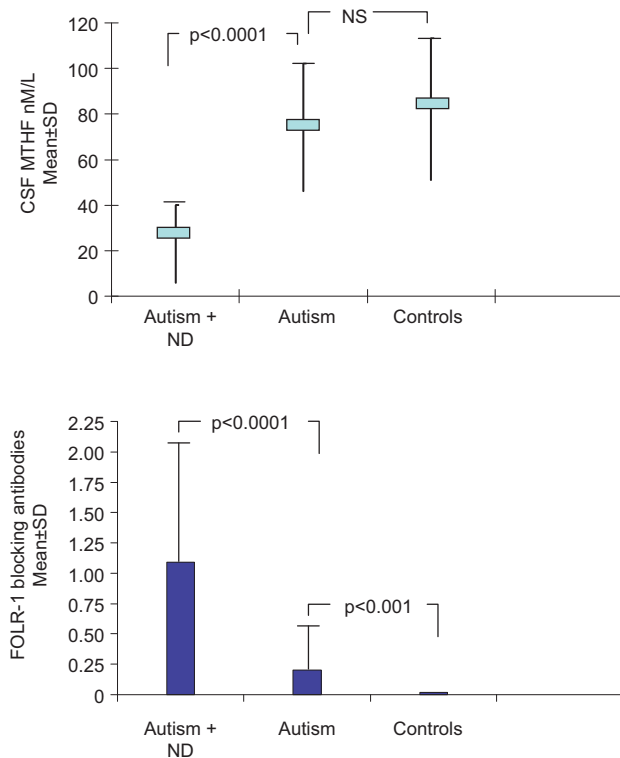 CSF MTHF nM/L
Mean±SD
120
100
80
60
40
20
0
p<0.0001
NS
Autism +
ND
Autism
Controls
FOLR-1 blocking antibodies
Mean±SD
2.25
2.00
1.75
1.50
1.25
1.00
0.75
0.50
0.25
0
p<0.0001
p<0.001
Autism +
ND
Autism
Controls